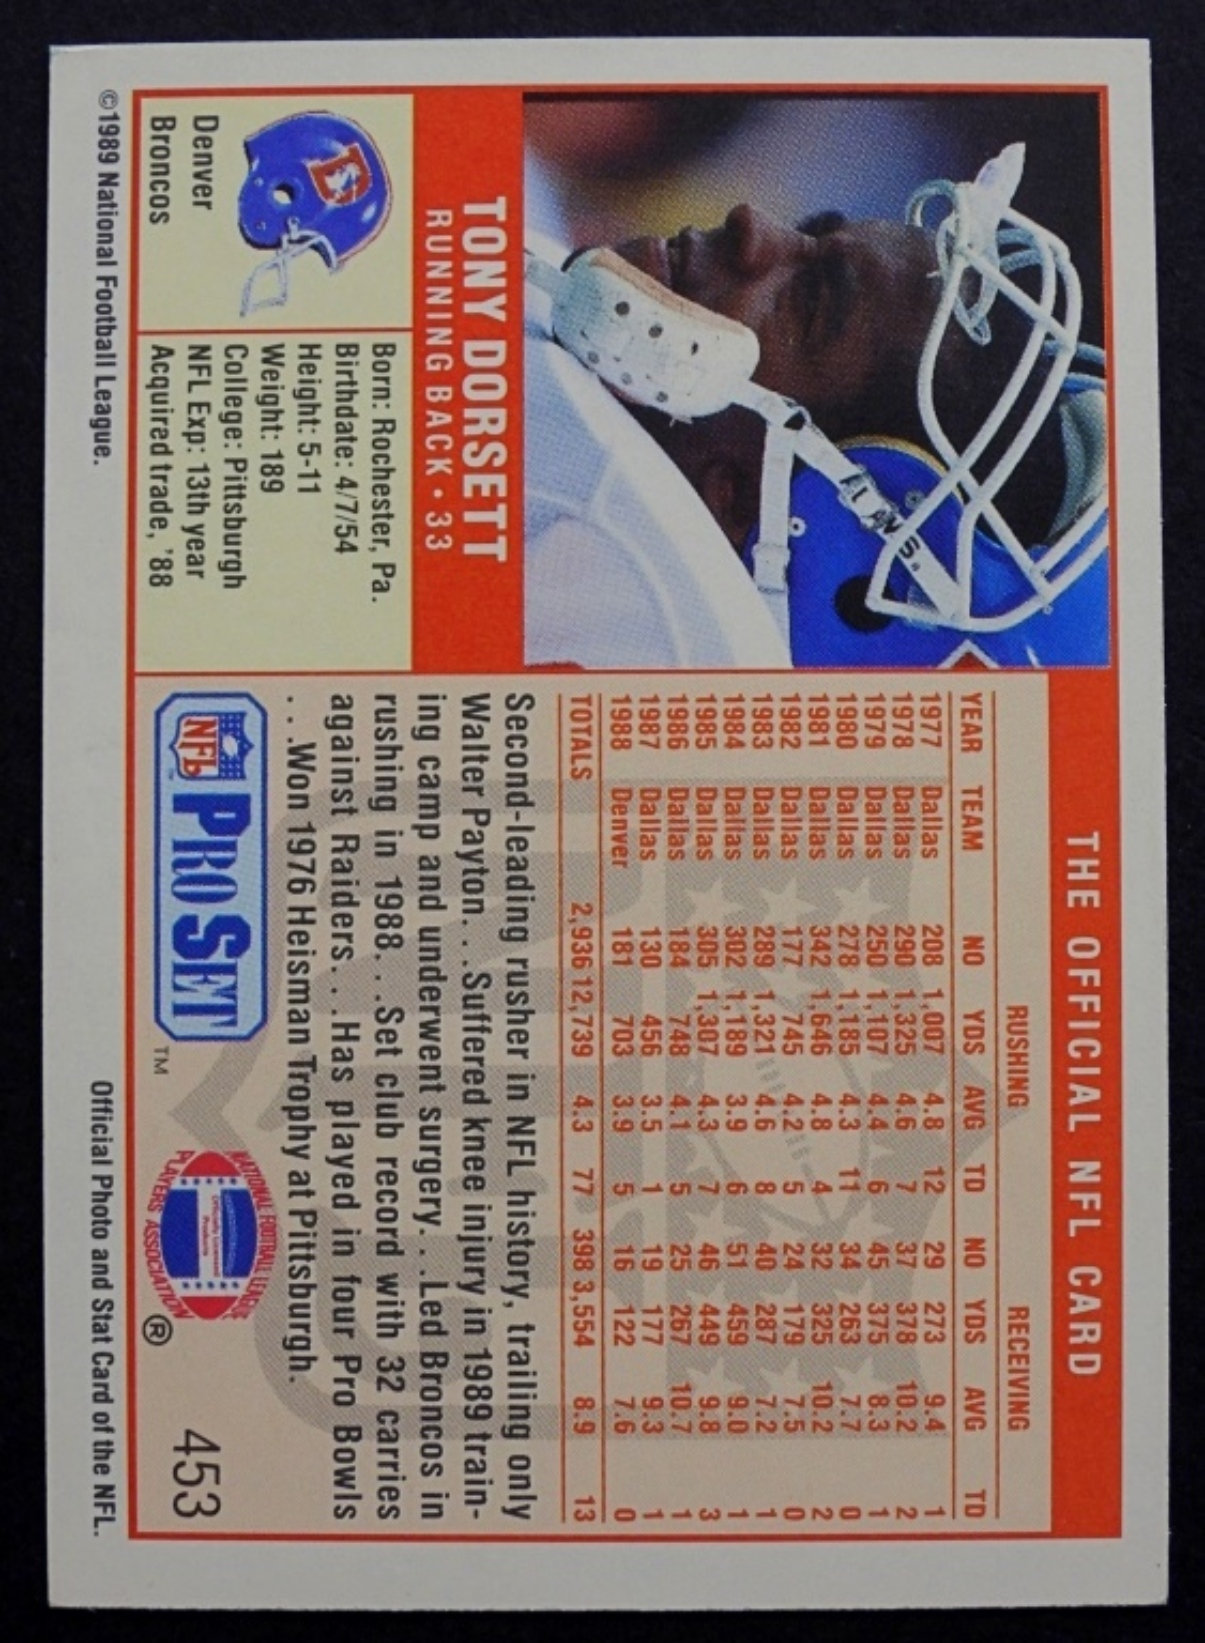 THE OFFICIAL NFL CARD
TONY DORSETT
RUNNING BACK • 33
Denver
Broncos
Born: Rochester, Pa.
Birthdate: 4/7/54
Height: 5-11
Weight: 189
College: Pittsburgh
NFL Exp: 13th year
Acquired trade, '88
RUSHING RECEIVING
YEAR TEAM NO YDS AVG TD NO YDS AVG TD
1977 Dallas 208 1,007 4.8 12 29 273 9.4 1
1978 Dallas 290 1,325 4.6 7 37 378 10.2 2
1979 Dallas 250 1,107 4.4 6 45 375 8.3 1
1980 Dallas 278 1,185 4.3 11 34 263 7.7 0
1981 Dallas 342 1,646 4.8 4 32 325 10.2 2
1982 Dallas 177 745 4.2 5 24 179 7.5 0
1983 Dallas 289 1,321 4.6 8 40 287 7.2 1
1984 Dallas 302 1,189 3.9 6 51 459 9.0 1
1985 Dallas 305 1,307 4.3 7 46 449 9.8 3
1986 Dallas 184 748 4.1 5 25 267 10.7 1
1987 Dallas 130 456 3.5 1 19 177 9.3 1
1988 Denver 181 703 3.9 5 16 122 7.6 0
TOTALS 2,936 12,739 4.3 77 398 3,554 8.9 13
Second-leading rusher in NFL history, trailing only
Walter Payton. . .Suffered knee injury in 1989 train-
ing camp and underwent surgery. . .Led Broncos in
rushing in 1988. . .Set club record with 32 carries
against Raiders. . .Has played in four Pro Bowls
. . .Won 1976 Heisman Trophy at Pittsburgh.
NFL PRO SET ™
NATIONAL FOOTBALL LEAGUE
PLAYERS ASSOCIATION
Officially Licensed
Product
®
453
©1989 National Football League.
Official Photo and Stat Card of the NFL.